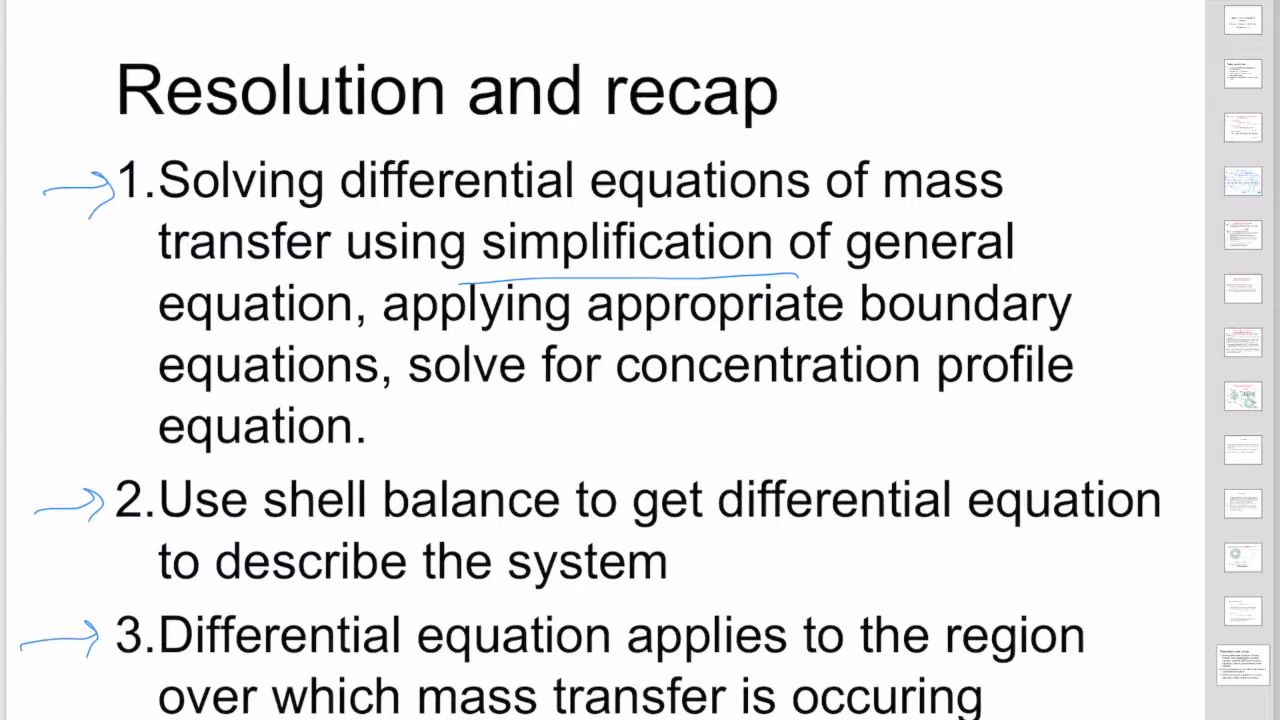 Resolution and recap
1.Solving differential equations of mass
transfer using simplification of general
equation, applying appropriate boundary
equations, solve for concentration profile
equation.
2.Use shell balance to get differential equation
to describe the system
3.Differential equation applies to the region
over which mass transfer is occuring